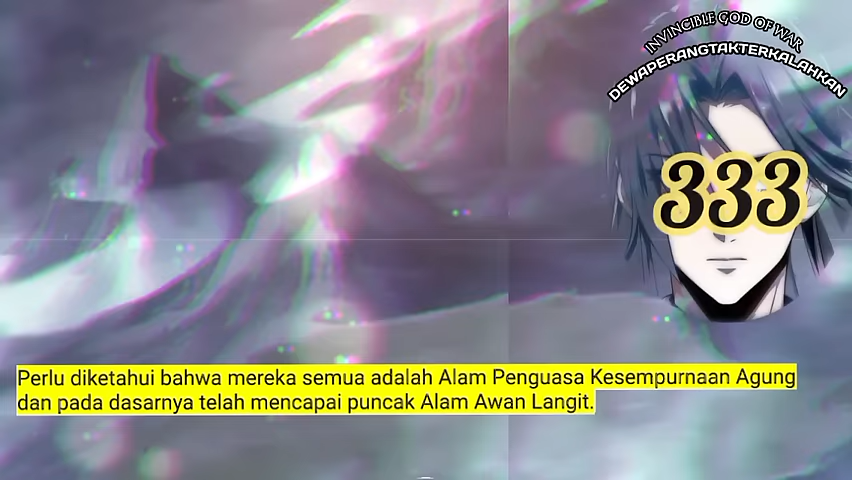 INVINCIBLE GOD OF WAR
DEWAPERANGTAKTERKALAHKAN
333
Perlu diketahui bahwa mereka semua adalah Alam Penguasa Kesempurnaan Agung
dan pada dasarnya telah mencapai puncak Alam Awan Langit.